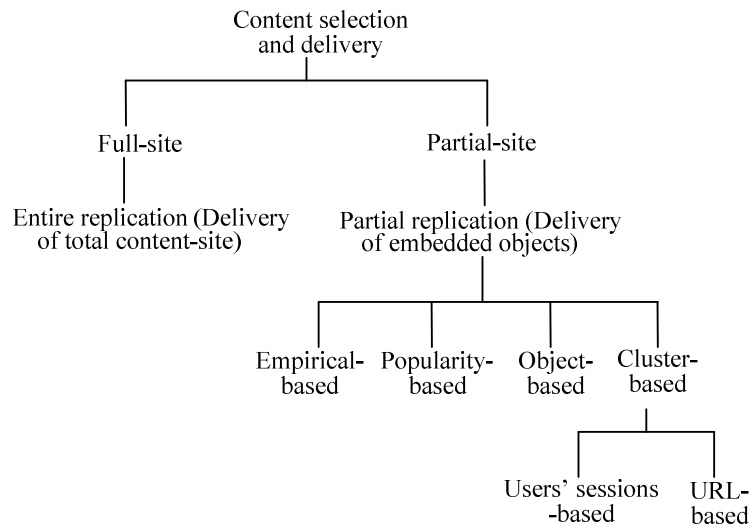 Content selection
and delivery
Full-site
Partial-site
Entire replication (Delivery
of total content-site)
Partial replication (Delivery
of embedded objects)
Empirical-
based
Popularity-
based
Object-
based
Cluster-
based
Users’ sessions
-based
URL-
based